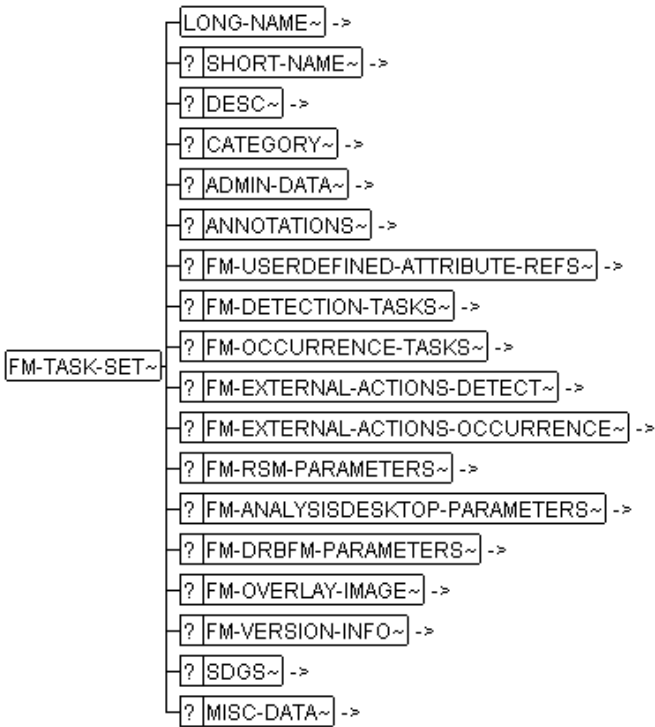 LONG-NAME~ ->
? SHORT-NAME~ ->
? DESC~ ->
? CATEGORY~ ->
? ADMIN-DATA~ ->
? ANNOTATIONS~ ->
? FM-USERDEFINED-ATTRIBUTE-REFS~ ->
? FM-DETECTION-TASKS~ ->
? FM-OCCURRENCE-TASKS~ ->
FM-TASK-SET~
? FM-EXTERNAL-ACTIONS-DETECT~ ->
? FM-EXTERNAL-ACTIONS-OCCURRENCE~ ->
? FM-RSM-PARAMETERS~ ->
? FM-ANALYSISDESKTOP-PARAMETERS~ ->
? FM-DRBFM-PARAMETERS~ ->
? FM-OVERLAY-IMAGE~ ->
? FM-VERSION-INFO~ ->
? SDGS~ ->
? MISC-DATA~ ->